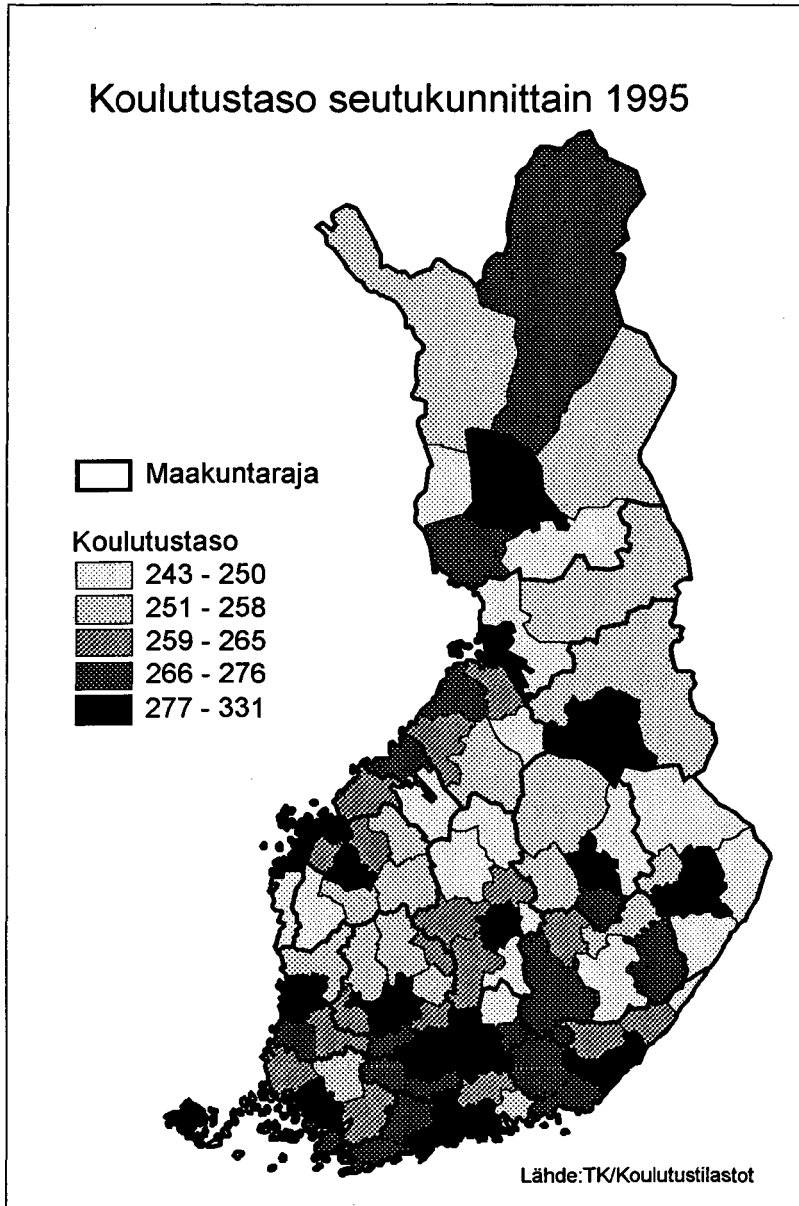 Koulutustaso seutukunnittain 1995
Maakuntaraja
Koulutustaso
243 - 250
251 - 258
259 - 265
266 - 276
277 - 331
Lähde:TK/Koulutustilastot